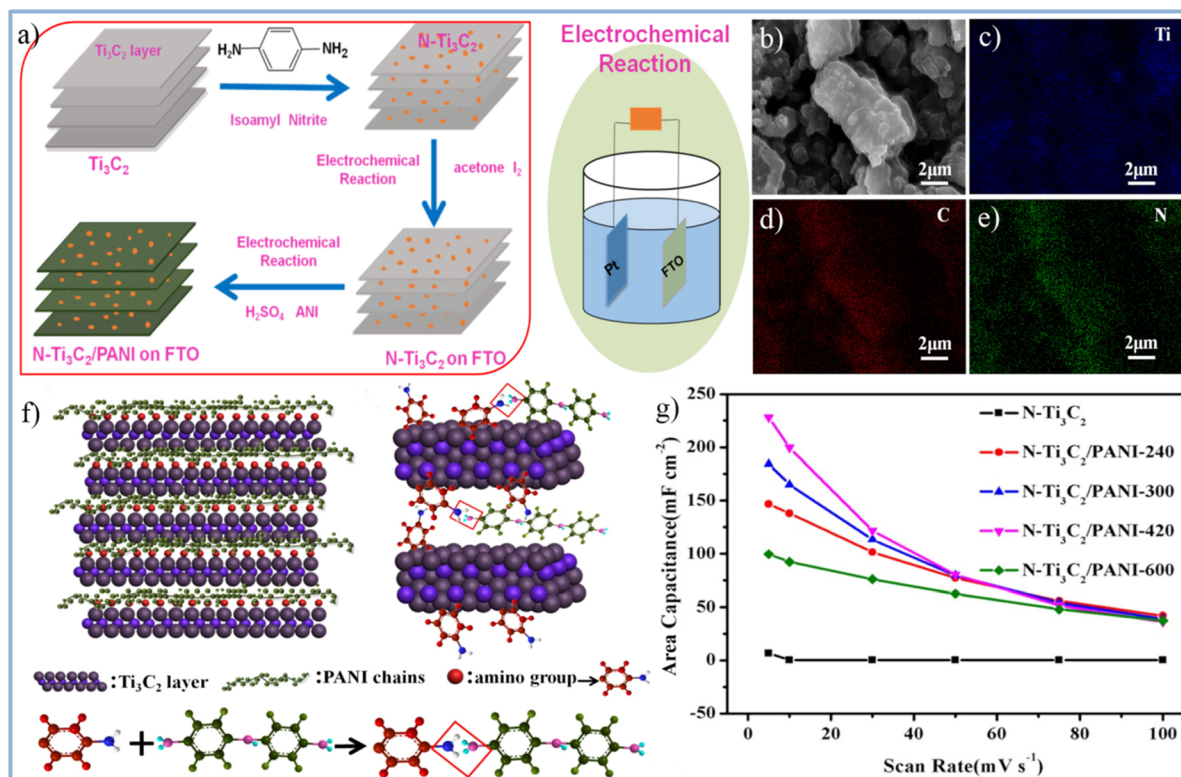 a)
Ti₃C₂ layer
H₂N
NH₂
N-Ti₃C₂
Isoamyl Nitrite
Ti₃C₂
Electrochemical
Reaction
acetone I₂
Electrochemical
Reaction
H₂SO₄ ANI
N-Ti₃C₂/PANI on FTO
N-Ti₃C₂ on FTO
Electrochemical
Reaction
Pt
FTO
b)
2μm
c)
Ti
2μm
d)
C
2μm
e)
N
2μm
f)
:Ti₃C₂ layer
:PANI chains
:amino group
g)
Area Capacitance(mF cm⁻²)
250
200
150
100
50
0
-50
0
20
40
60
80
100
Scan Rate(mV s⁻¹)
N-Ti₃C₂
N-Ti₃C₂/PANI-240
N-Ti₃C₂/PANI-300
N-Ti₃C₂/PANI-420
N-Ti₃C₂/PANI-600